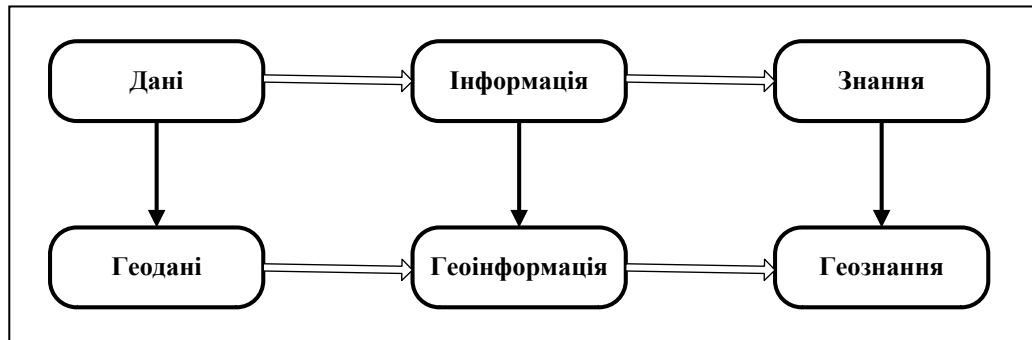 Дані
Інформація
Знання
Геодані
Геоінформація
Геознання